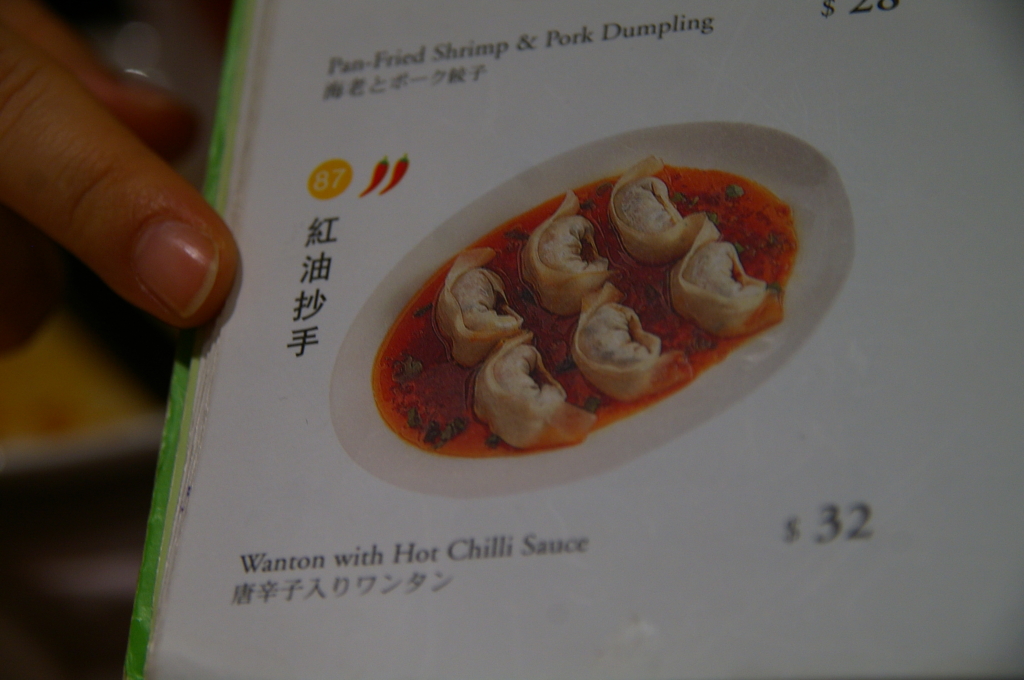 $ 28
Pan-Fried Shrimp & Pork Dumpling
海老とポーク餃子
87
紅油抄手
$ 32
Wanton with Hot Chilli Sauce
唐辛子入りワンタン